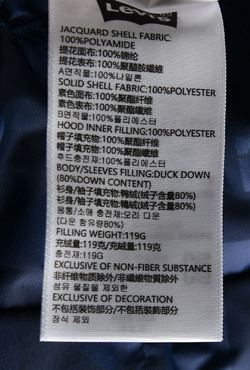 Levi's
JACQUARD SHELL FABRIC:
100%POLYAMIDE
提花面布:100%锦纶
提花表布:100%聚醯胺纖維
A면직물:100%나일론
SOLID SHELL FABRIC:100%POLYESTER
素色面布:100%聚酯纤维
素色表布:100%聚酯纖維
B면직물:100%폴리에스터
HOOD INNER FILLING:100%POLYESTER
帽子填充物:100%聚酯纤维
帽子填充物:100%聚酯纖維
후드충전재:100%폴리에스터
BODY/SLEEVES FILLING:DUCK DOWN
(80%DOWN CONTENT)
衫身/袖子填充物:鸭绒(绒子含量80%)
衫身/袖子填充物:鴨絨(絨子含量80%)
몸통/소매 충전재:오리 다운
(다운 함유량80%)
FILLING WEIGHT:119G
充绒量:119克/充絨量:119克
충전재:119G
EXCLUSIVE OF NON-FIBER SUBSTANCE
非纤维物质除外/非纖維物質除外
섬유 물질을 제외한
EXCLUSIVE OF DECORATION
不包括装饰部分/不包括裝飾部分
장식 제외